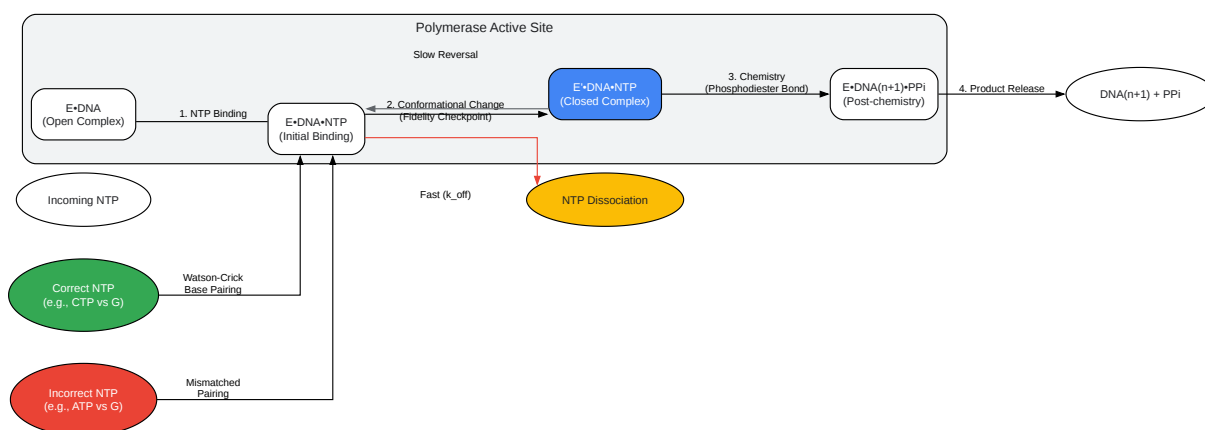 Polymerase Active Site
Slow Reversal
E•DNA
(Open Complex)
1. NTP Binding
E•DNA•NTP
(Initial Binding)
2. Conformational Change
(Fidelity Checkpoint)
E'•DNA•NTP
(Closed Complex)
3. Chemistry
(Phosphodiester Bond)
E•DNA(n+1)•PPi
(Post-chemistry)
4. Product Release
DNA(n+1) + PPi
Incoming NTP
Fast (k_off)
NTP Dissociation
Correct NTP
(e.g., CTP vs G)
Watson-Crick
Base Pairing
Incorrect NTP
(e.g., ATP vs G)
Mismatched
Pairing